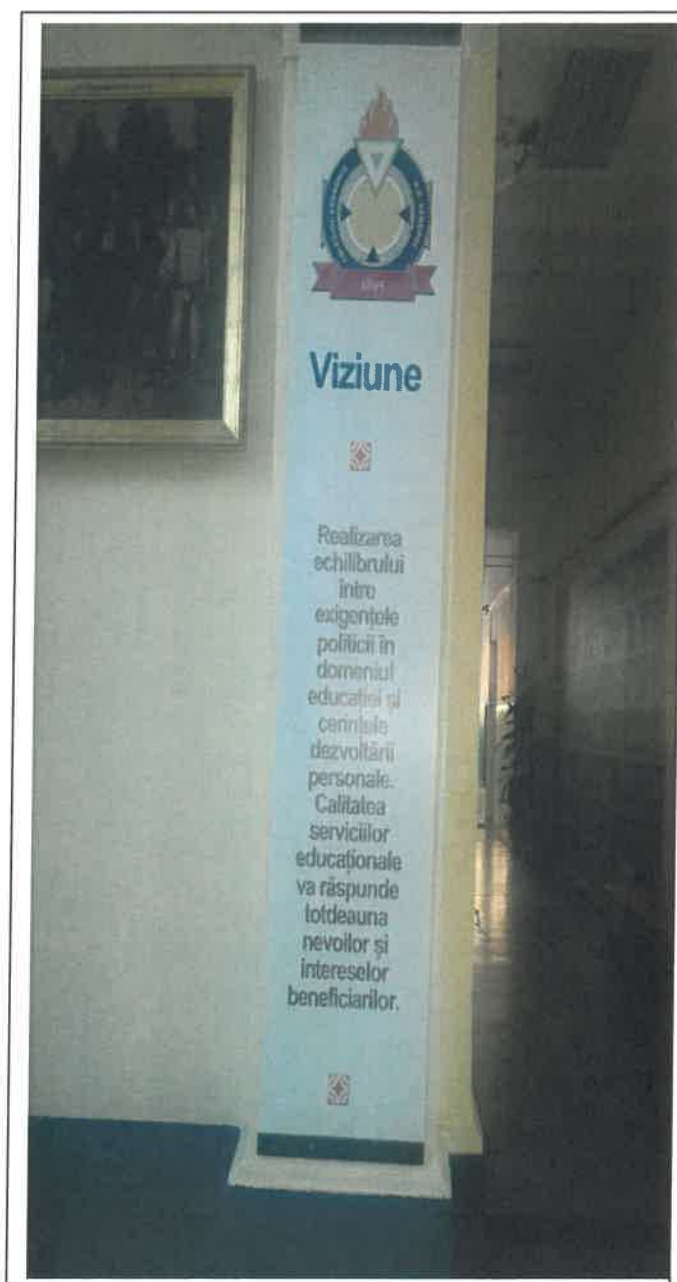 Viziune
Realizarea
echilibrului
între
exigențele
politicii în
domeniul
educației și
cerințele
dezvoltării
personale.
Calitatea
serviciilor
educaționale
va răspunde
totdeauna
nevoilor și
intereselor
beneficiarilor.